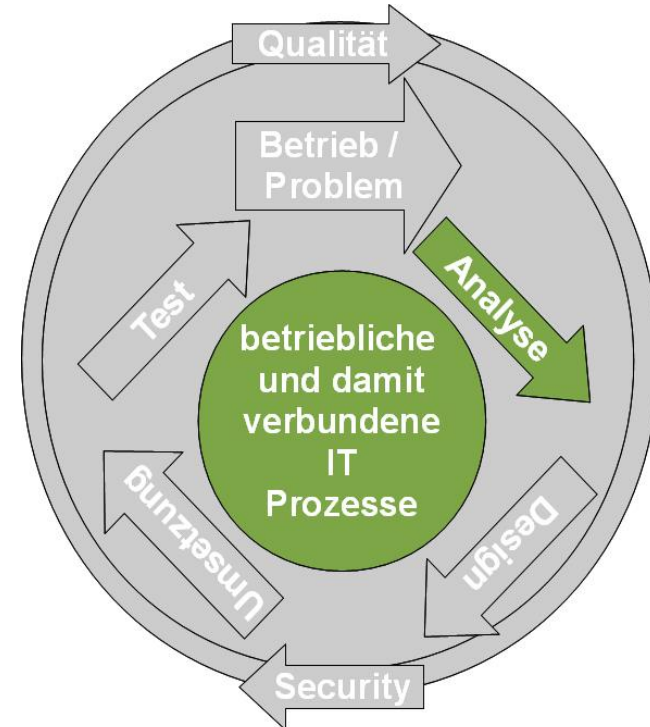 Qualität
Betrieb /
Problem
Analyse
Test
betriebliche
und damit
verbundene
IT
Prozesse
Design
Umsetzung
Security